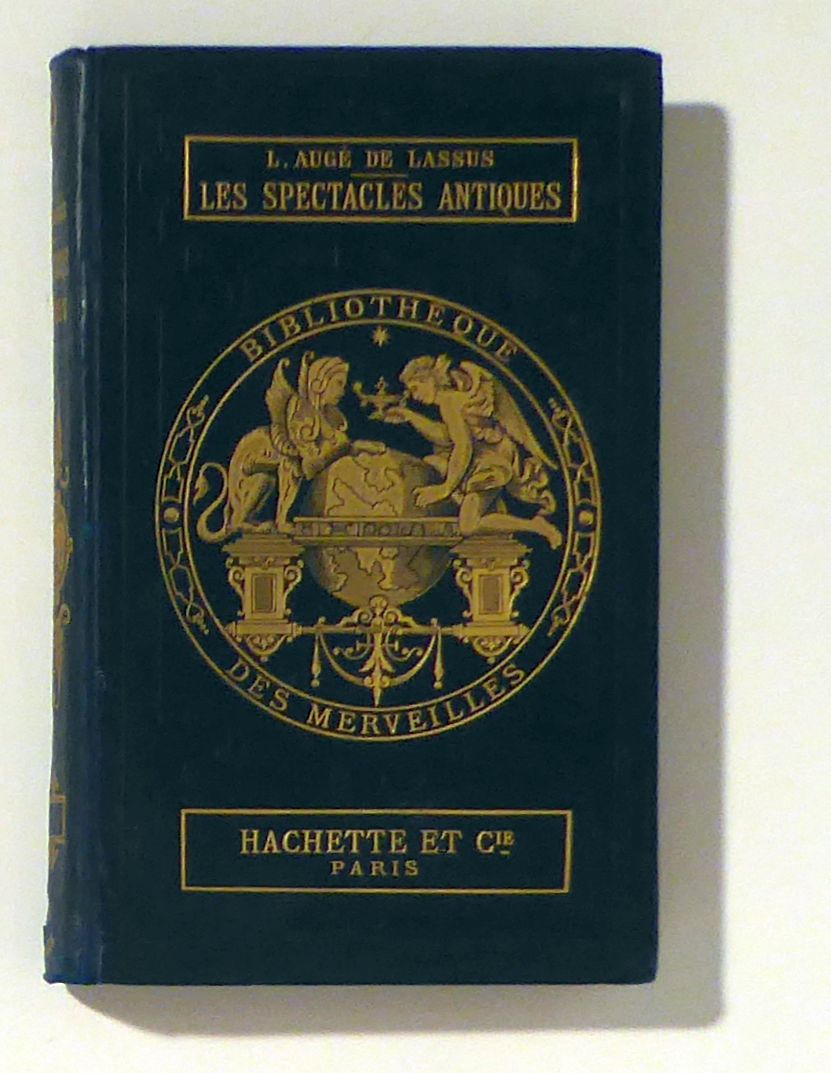 L. AUGÉ DE LASSUS
LES SPECTACLES ANTIQUES
BIBLIOTHEQUE
DES MERVEILLES
HACHETTE ET CIE
PARIS